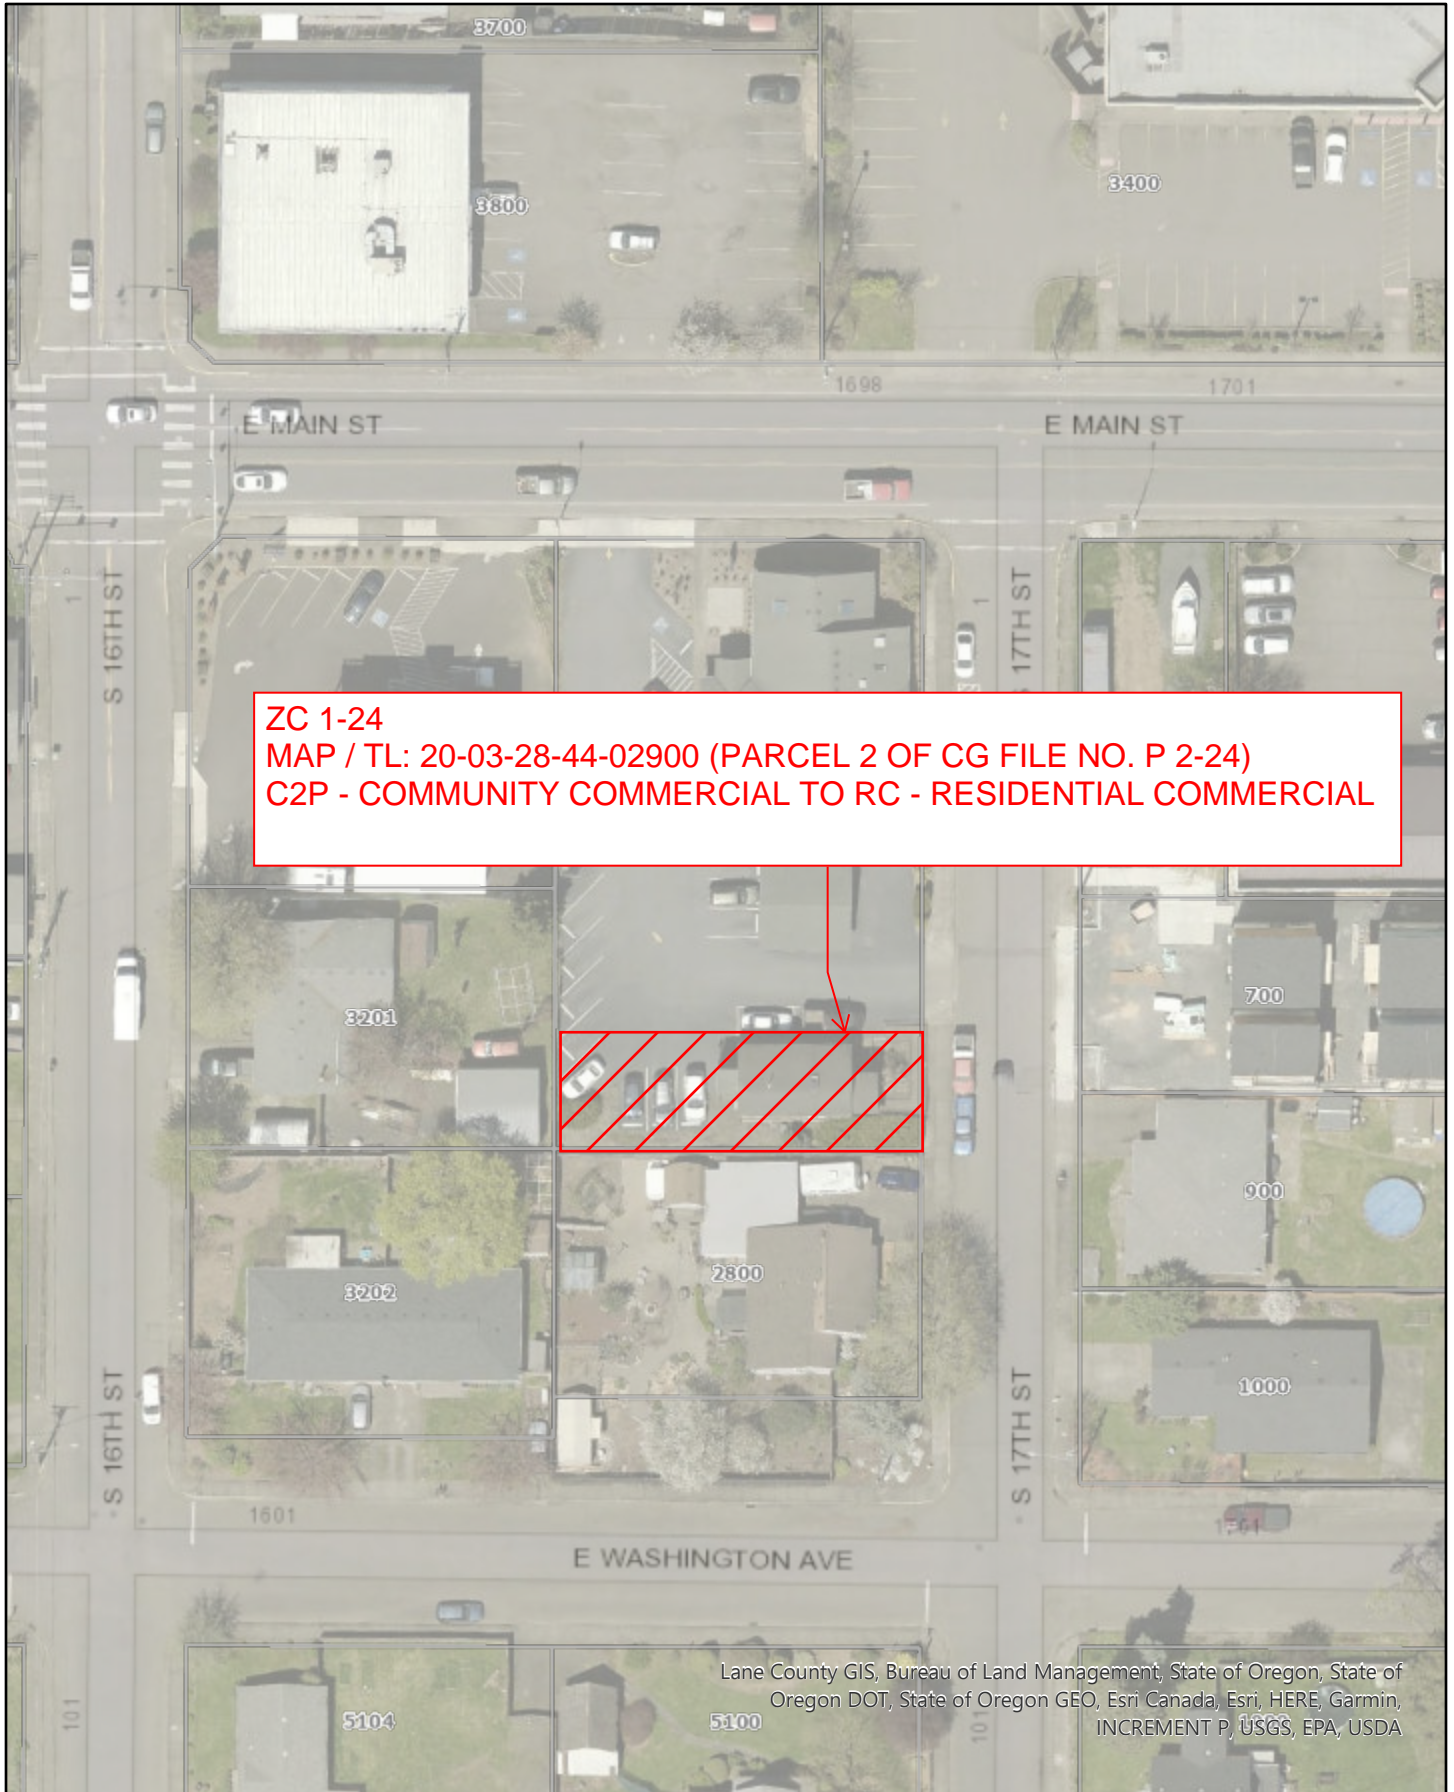 3700
3800
3400
1698
1701
E MAIN ST
E MAIN ST
1
S 16TH ST
1
S 17TH ST
ZC 1-24
MAP / TL: 20-03-28-44-02900 (PARCEL 2 OF CG FILE NO. P 2-24)
C2P - COMMUNITY COMMERCIAL TO RC - RESIDENTIAL COMMERCIAL
3201
700
900
2800
3202
1000
S 16TH ST
S 17TH ST
1601
E WASHINGTON AVE
Lane County GIS, Bureau of Land Management, State of Oregon, State of
Oregon DOT, State of Oregon GEO, Esri Canada, Esri, HERE, Garmin,
INCREMENT P, USGS, EPA, USDA
101
5104
5100
101